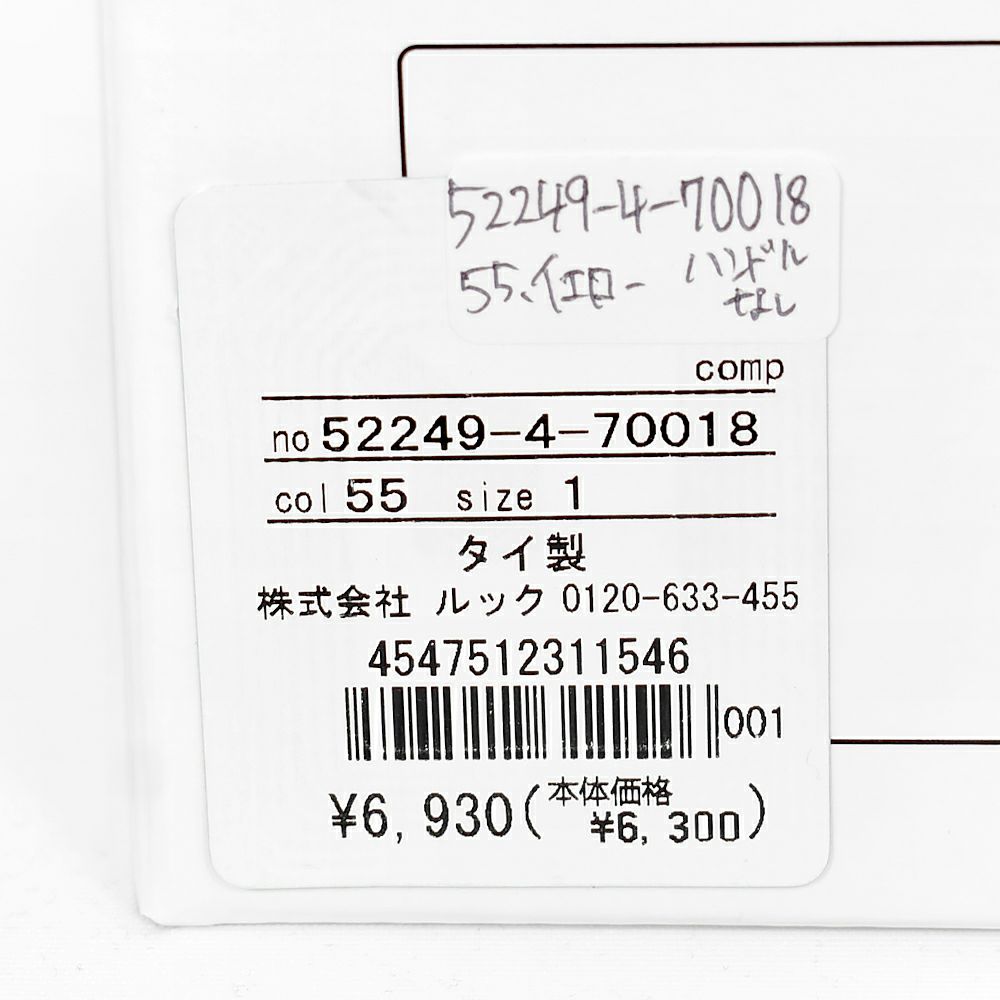 52249-4-70018
55、イエロー ハンドル
なし
comp
no 52249-4-70018
col 55 size 1
タイ製
株式会社 ルック 0120-633-455
4547512311546
001
¥6,930(本体価格
¥6,300)